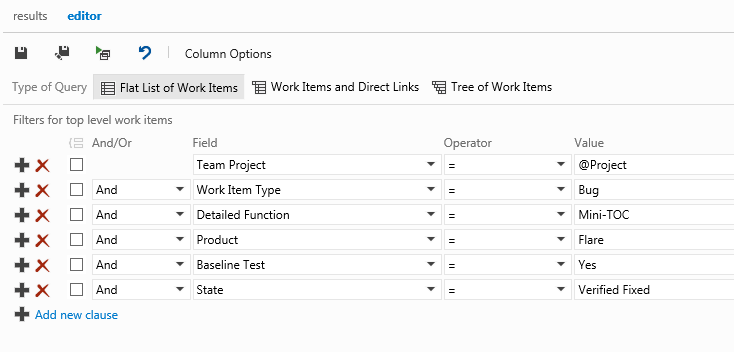 results editor
Column Options
Type of Query Flat List of Work Items Work Items and Direct Links Tree of Work Items
Filters for top level work items
And/Or Field Operator Value
Team Project = @Project
And Work Item Type = Bug
And Detailed Function = Mini-TOC
And Product = Flare
And Baseline Test = Yes
And State = Verified Fixed
Add new clause